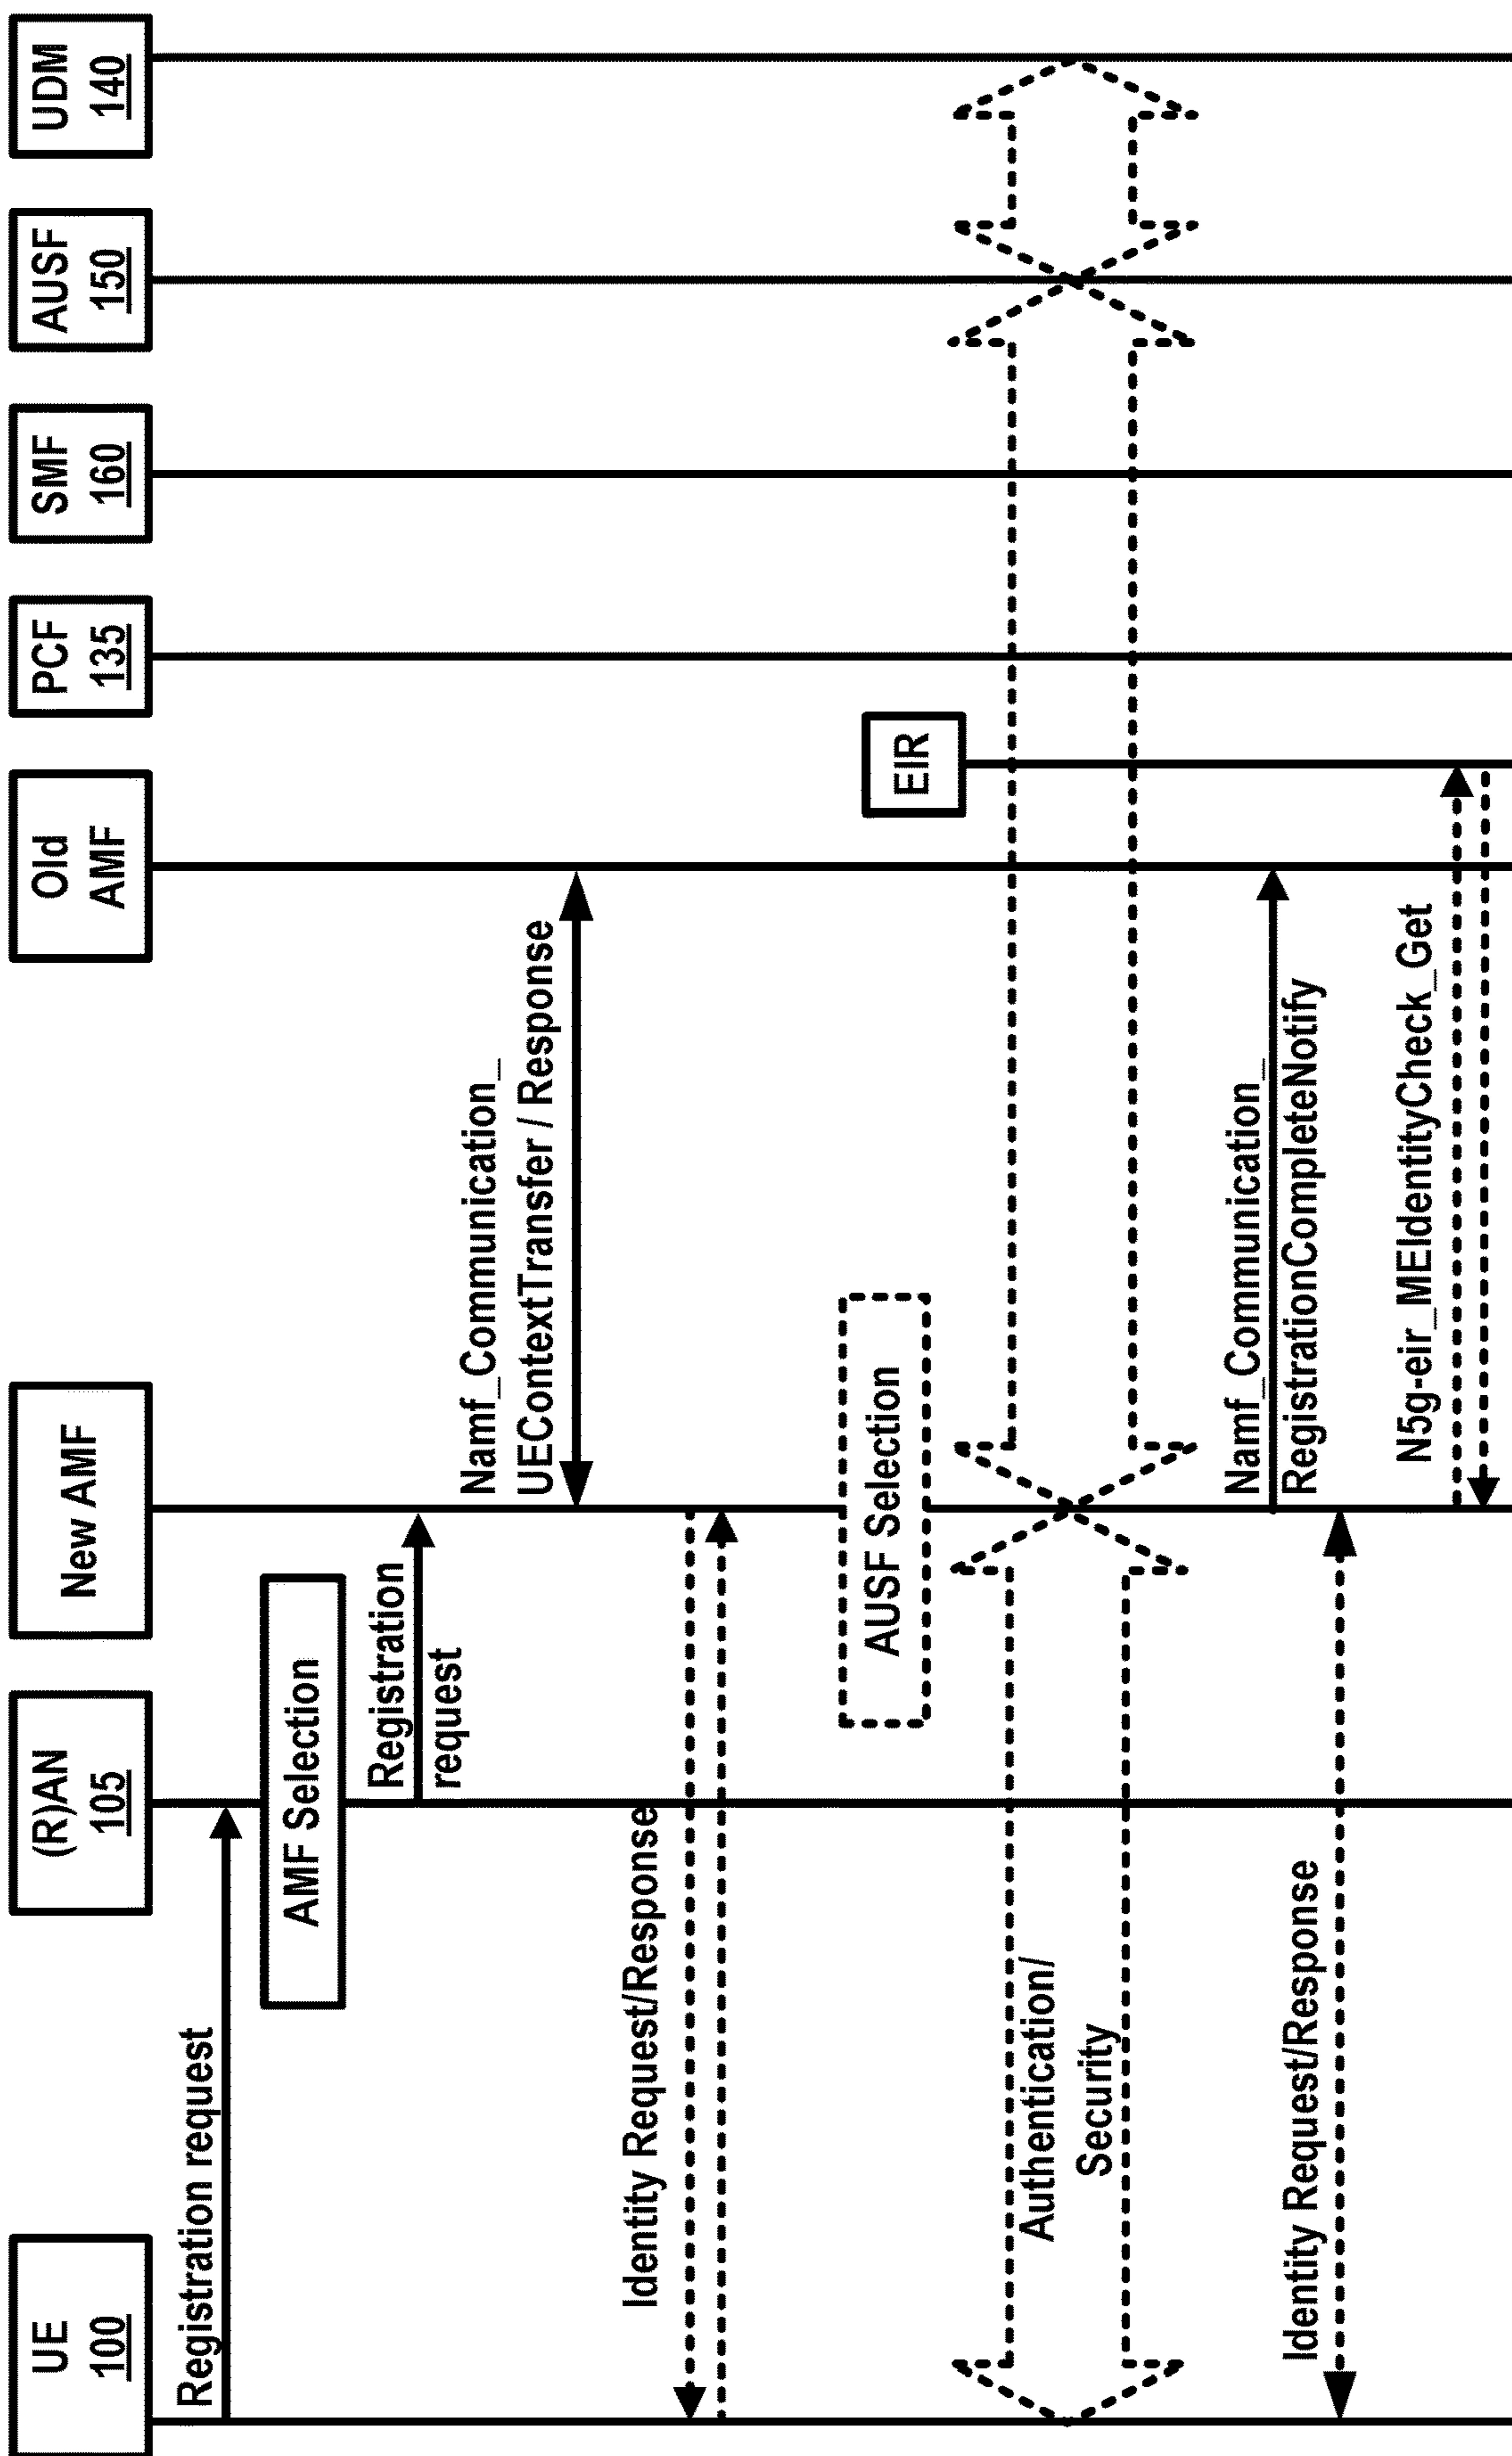 UE
100
(R)AN
105
New AMF
Old
AMF
PCF
135
SMF
160
AUSF
150
UDM
140
Registration request
AMF Selection
Registration
request
Namf_Communication_
UEContextTransfer / Response
Identity Request/Response
AUSF Selection
EIR
Authentication/
Security
Namf_Communication_
RegistrationCompleteNotify
Identity Request/Response
N5g-eir_MEIdentityCheck_Get